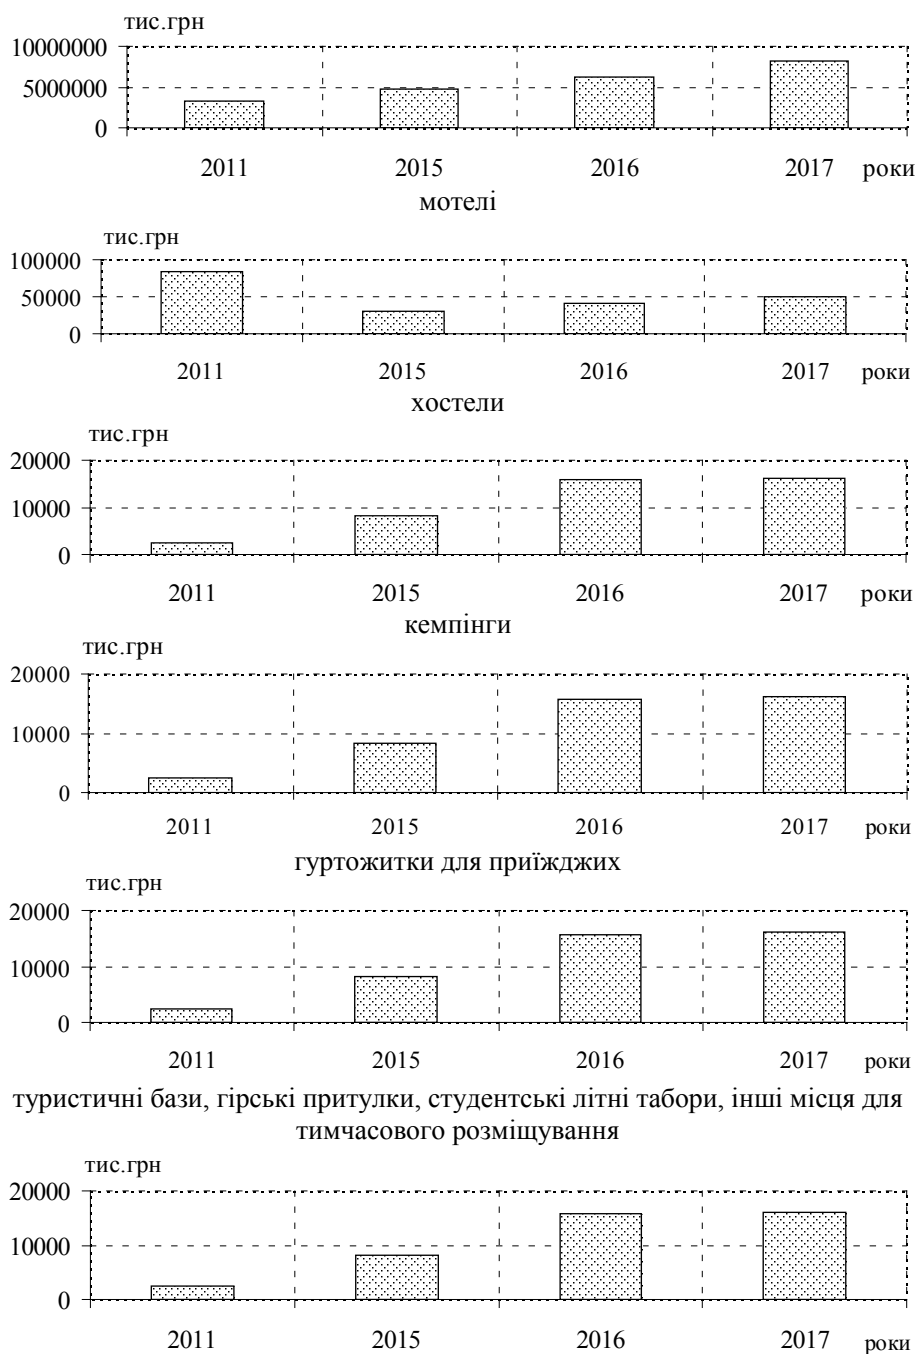 тис.грн
10000000
5000000
0
2011 2015 2016 2017 роки
мотелі
тис.грн
100000
50000
0
2011 2015 2016 2017 роки
хостели
тис.грн
20000
10000
0
2011 2015 2016 2017 роки
кемпінги
тис.грн
20000
10000
0
2011 2015 2016 2017 роки
гуртожитки для приїжджих
тис.грн
20000
10000
0
2011 2015 2016 2017 роки
туристичні бази, гірські притулки, студентські літні табори, інші місця для
тимчасового розміщування
тис.грн
20000
10000
0
2011 2015 2016 2017 роки